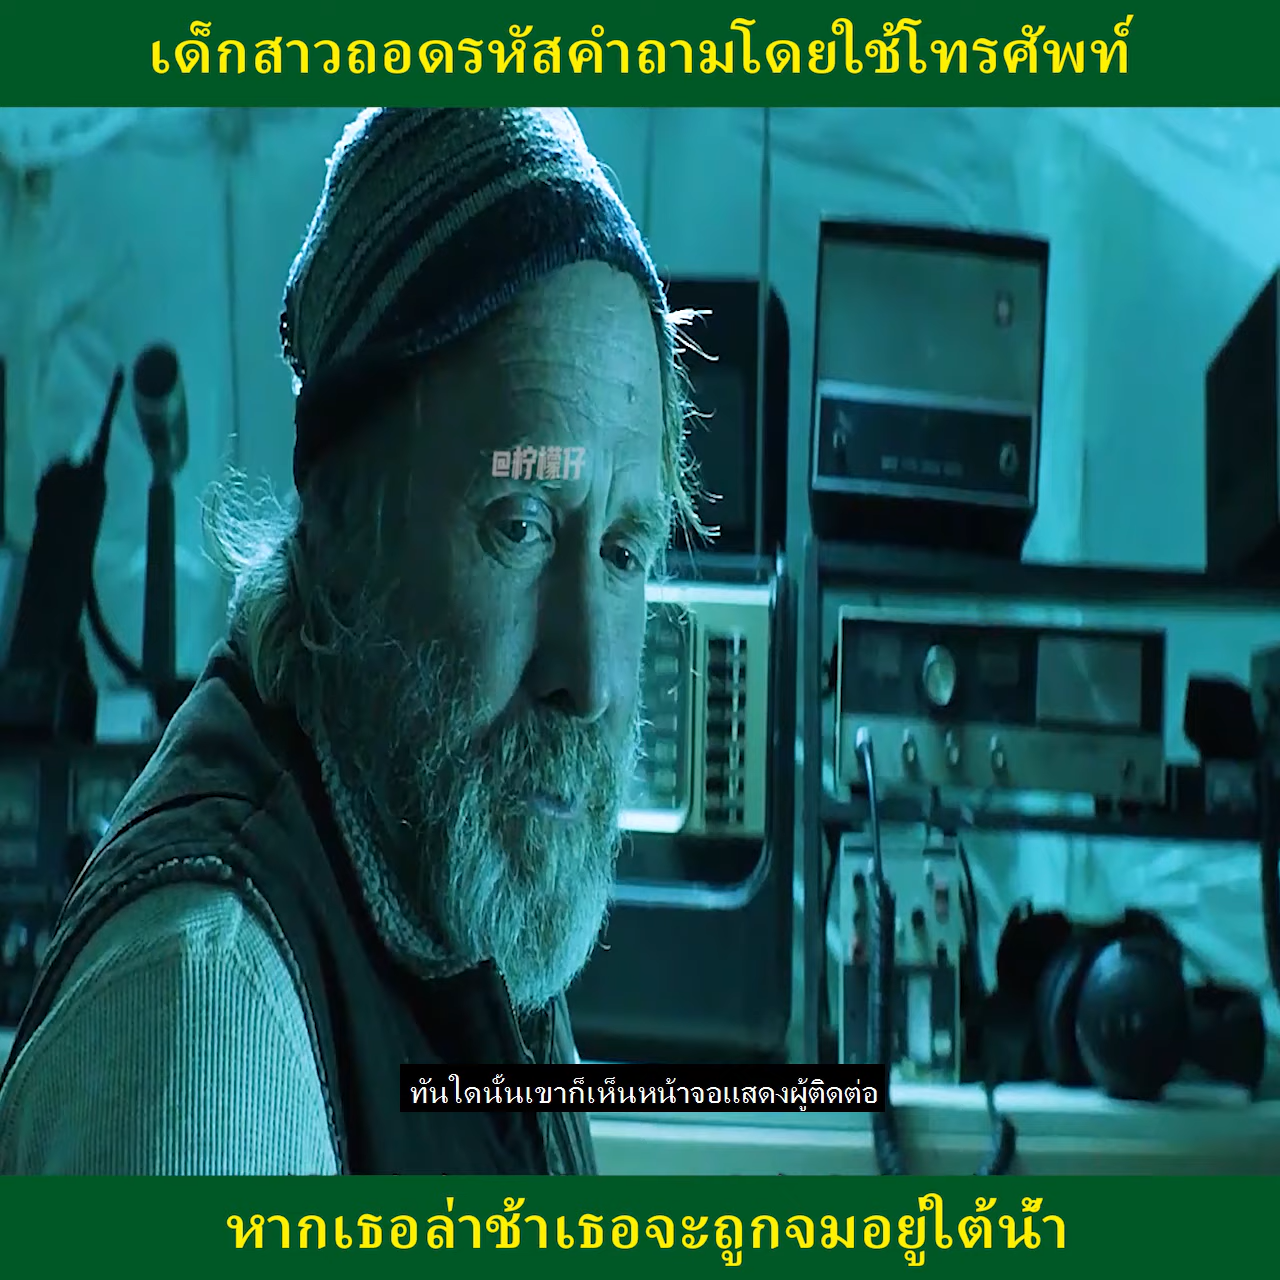 เด็กสาวถอดรหัสคำถามโดยใช้โทรศัพท์
@柠檬仔
ทันใดนั้นเขาก็เห็นหน้าจอแสดงผู้ติดต่อ
หากเธอล่าช้าเธอจะถูกจมอยู่ใต้น้ำ